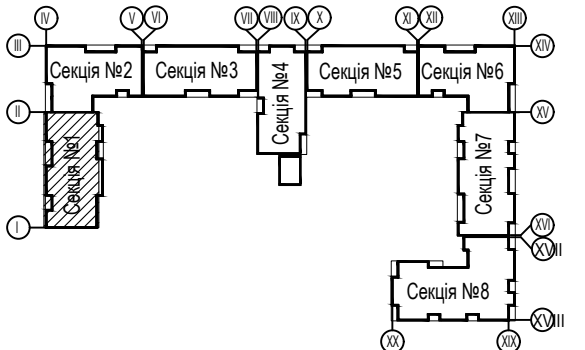 IV V VI VII VIII IX X XI XII XIII
III XIV
Секція №2 Секція №3 Секція №4 Секція №5 Секція №6
II XV
Секція №1 Секція №7
I XVI
XVII
Секція №8
XVIII
XX XIX